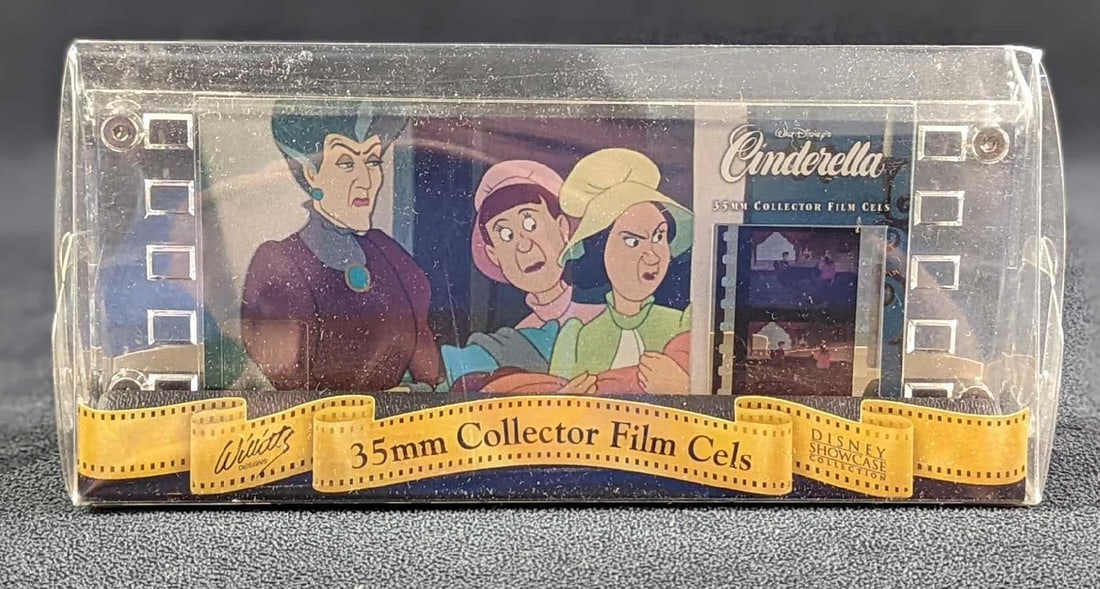 Walt Disney's
Cinderella
35mm Collector Film Cels
Willitts
DESIGNS
35mm Collector Film Cels
DISNEY
SHOWCASE
COLLECTION